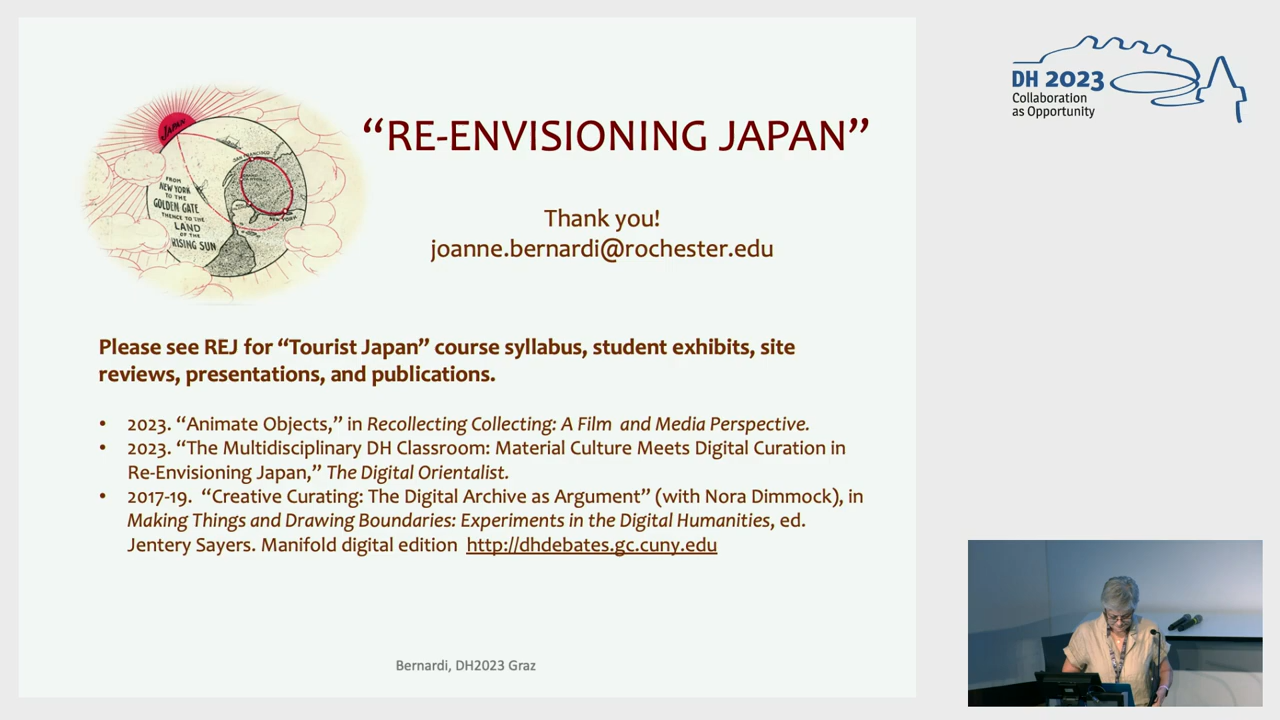 DH 2023
Collaboration
as Opportunity
JAPAN
SAN FRANCISCO
NEW YORK
FROM
NEW YORK
TO THE
GOLDEN GATE
THENCE TO THE
LAND
OF THE
RISING SUN
“RE-ENVISIONING JAPAN”
Thank you!
joanne.bernardi@rochester.edu
Please see REJ for “Tourist Japan” course syllabus, student exhibits, site
reviews, presentations, and publications.
• 2023. “Animate Objects,” in Recollecting Collecting: A Film and Media Perspective.
• 2023. “The Multidisciplinary DH Classroom: Material Culture Meets Digital Curation in
Re-Envisioning Japan,” The Digital Orientalist.
• 2017-19. “Creative Curating: The Digital Archive as Argument” (with Nora Dimmock), in
Making Things and Drawing Boundaries: Experiments in the Digital Humanities, ed.
Jentery Sayers. Manifold digital edition http://dhdebates.gc.cuny.edu
Bernardi, DH2023 Graz